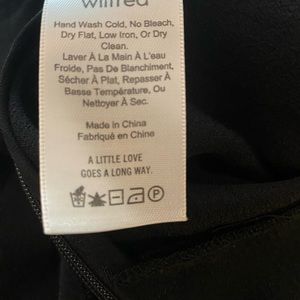 wilfred
Hand Wash Cold, No Bleach,
Dry Flat, Low Iron, Or Dry
Clean.
Laver À La Main À L'eau
Froide, Pas De Blanchiment,
Sécher À Plat, Repasser À
Basse Température, Ou
Nettoyer À Sec.
Made in China
Fabriqué en Chine
A LITTLE LOVE
GOES A LONG WAY.